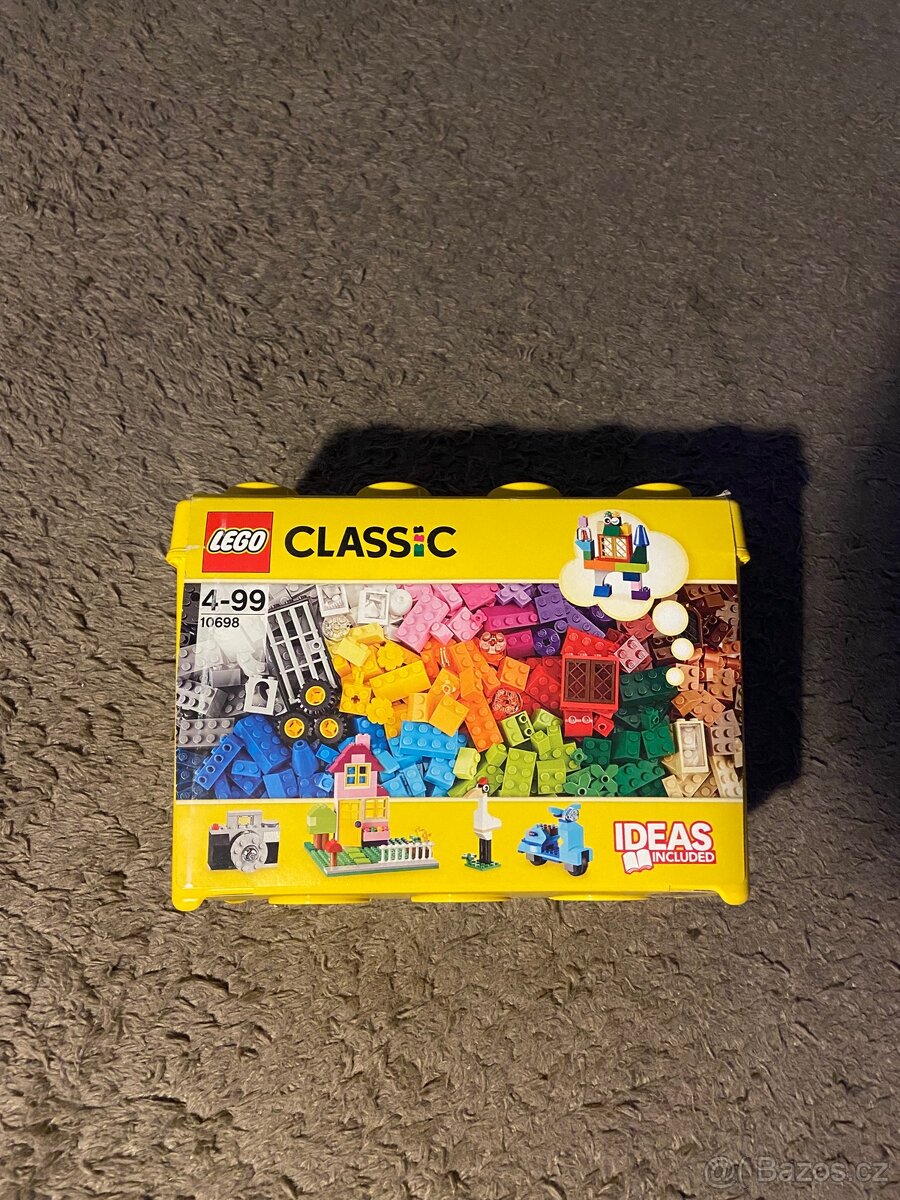 LEGO
CLASSiC
4-99
10698
IDEAS
INCLUDED
@ Bazos.cz